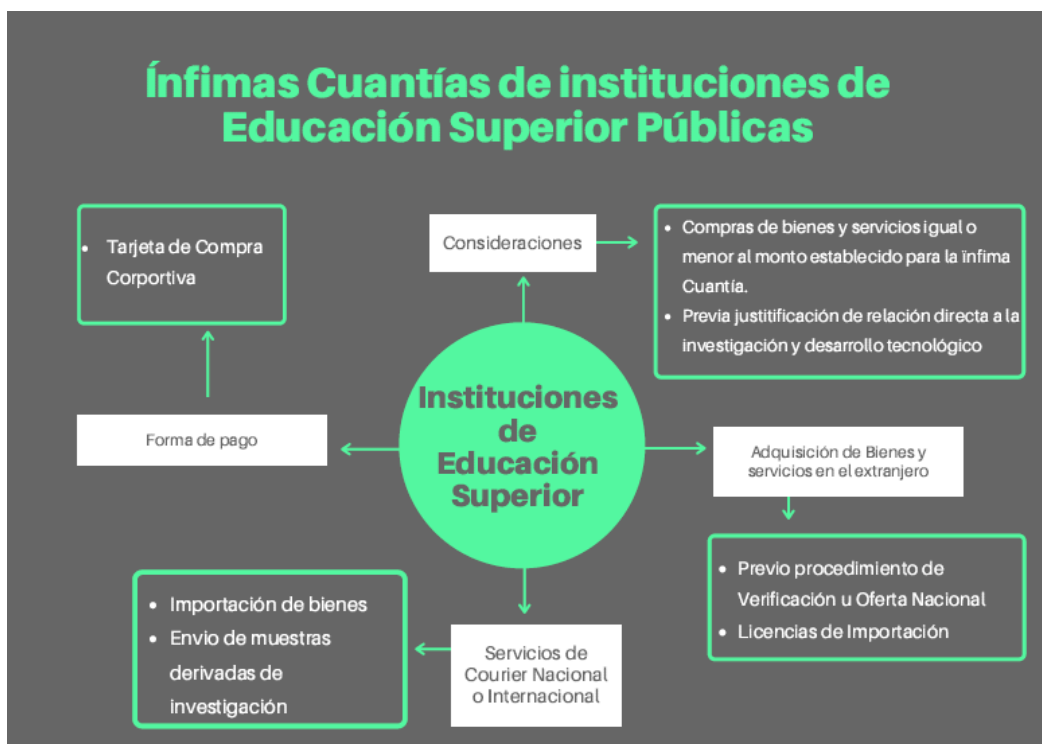 Ínfimas Cuantías de instituciones de
Educación Superior Públicas
• Tarjeta de Compra
Corportiva
Consideraciones
• Compras de bienes y servicios igual o
menor al monto establecido para la ïnfima
Cuantía.
• Previa justitificación de relación directa a la
investigación y desarrollo tecnológico
Forma de pago
Instituciones
de
Educación
Superior
Adquisición de Bienes y
servicios en el extranjero
• Previo procedimiento de
Verificación u Oferta Nacional
• Licencias de Importación
• Importación de bienes
• Envio de muestras
derivadas de
investigación
Servicios de
Courier Nacional
o Internacional